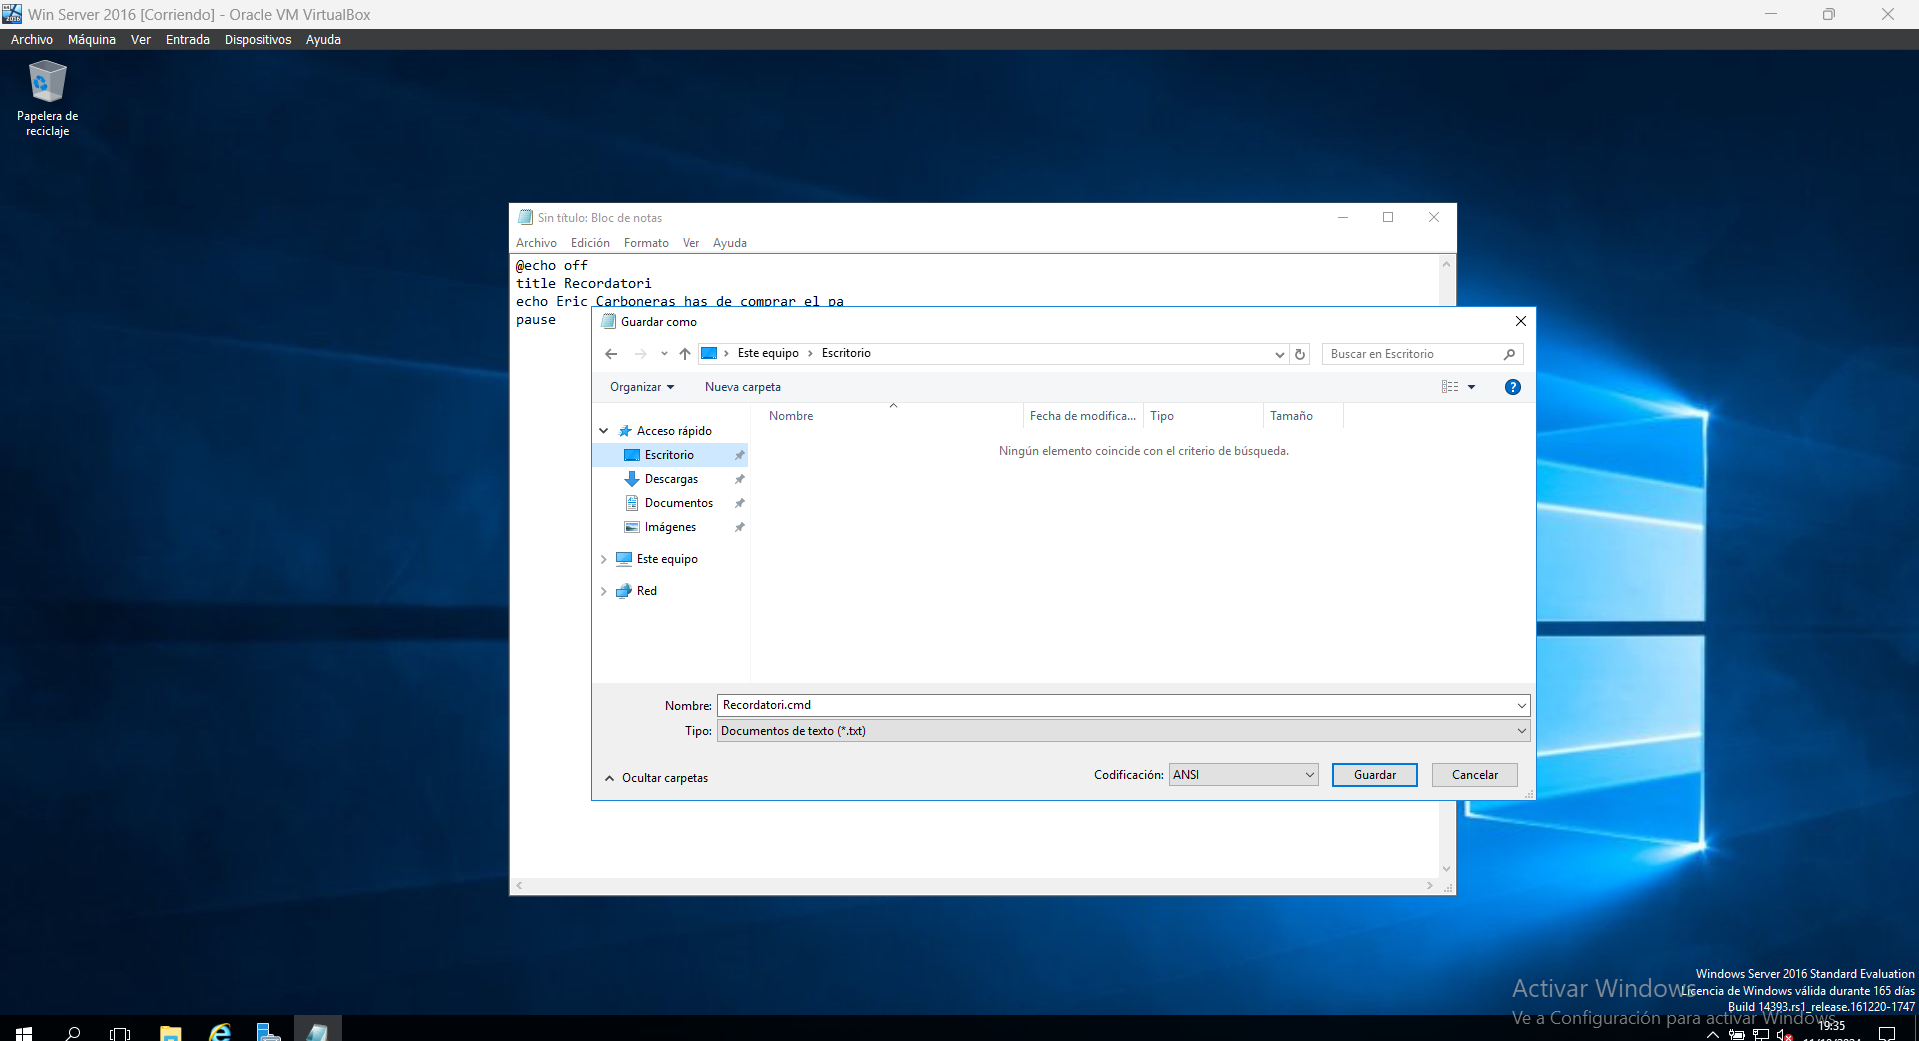 Win Server 2016 [Corriendo] - Oracle VM VirtualBox
Archivo Máquina Ver Entrada Dispositivos Ayuda
Papelera de
reciclaje
Sin título: Bloc de notas
Archivo Edición Formato Ver Ayuda
@echo off
title Recordatori
echo Eric Carboneras has de comprar el pa
pause
Guardar como
Este equipo Escritorio
Buscar en Escritorio
Organizar Nueva carpeta
Nombre Fecha de modifica... Tipo Tamaño
Ningún elemento coincide con el criterio de búsqueda.
Acceso rápido
Escritorio
Descargas
Documentos
Imágenes
Este equipo
Red
Nombre: Recordatori.cmd
Tipo: Documentos de texto (*.txt)
Ocultar carpetas
Codificación: ANSI Guardar Cancelar
Activar Windows
Ve a Configuración para activar Windows.
Windows Server 2016 Standard Evaluation
Licencia de Windows válida durante 165 días
Build 14393.rs1_release.161220-1747
19:35